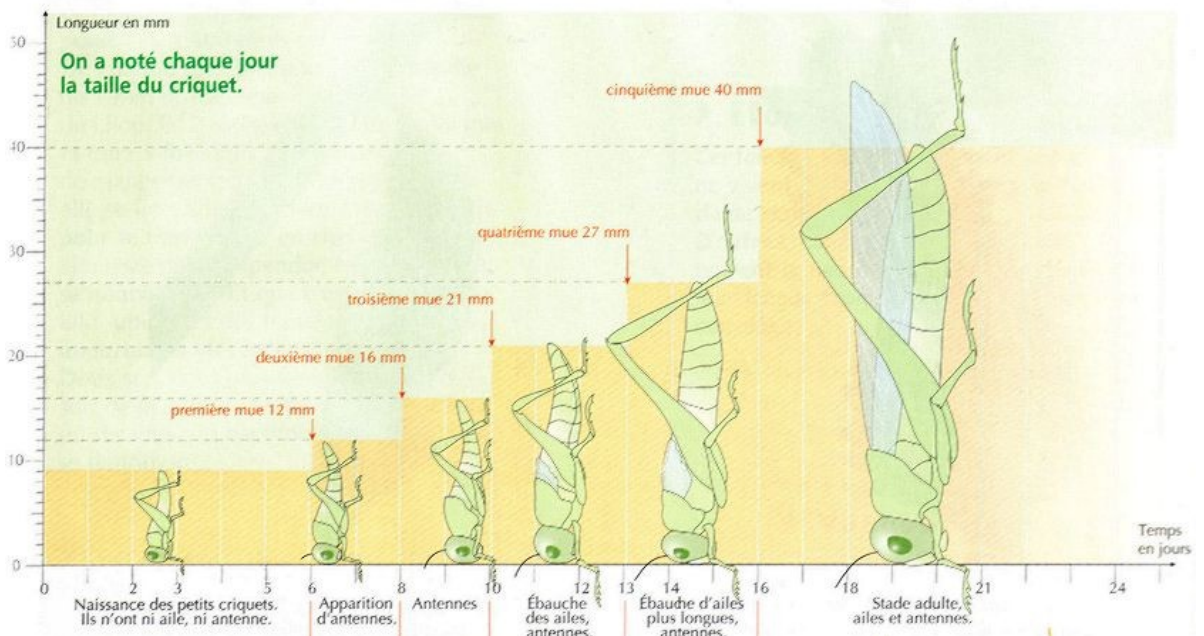 Longueur en mm
On a noté chaque jour
la taille du criquet.
50
40
30
20
10
0
cinquième mue 40 mm
quatrième mue 27 mm
troisième mue 21 mm
deuxième mue 16 mm
première mue 12 mm
Temps
en jours
0 2 3 5 6 8 10 12 13 14 16 18 21 24
Naissance des petits criquets.
Ils n'ont ni aile, ni antenne.
Apparition
d'antennes.
Antennes
Ébauche
des ailes,
antennes.
Ébauche d'ailes
plus longues,
antennes.
Stade adulte,
ailes et antennes.